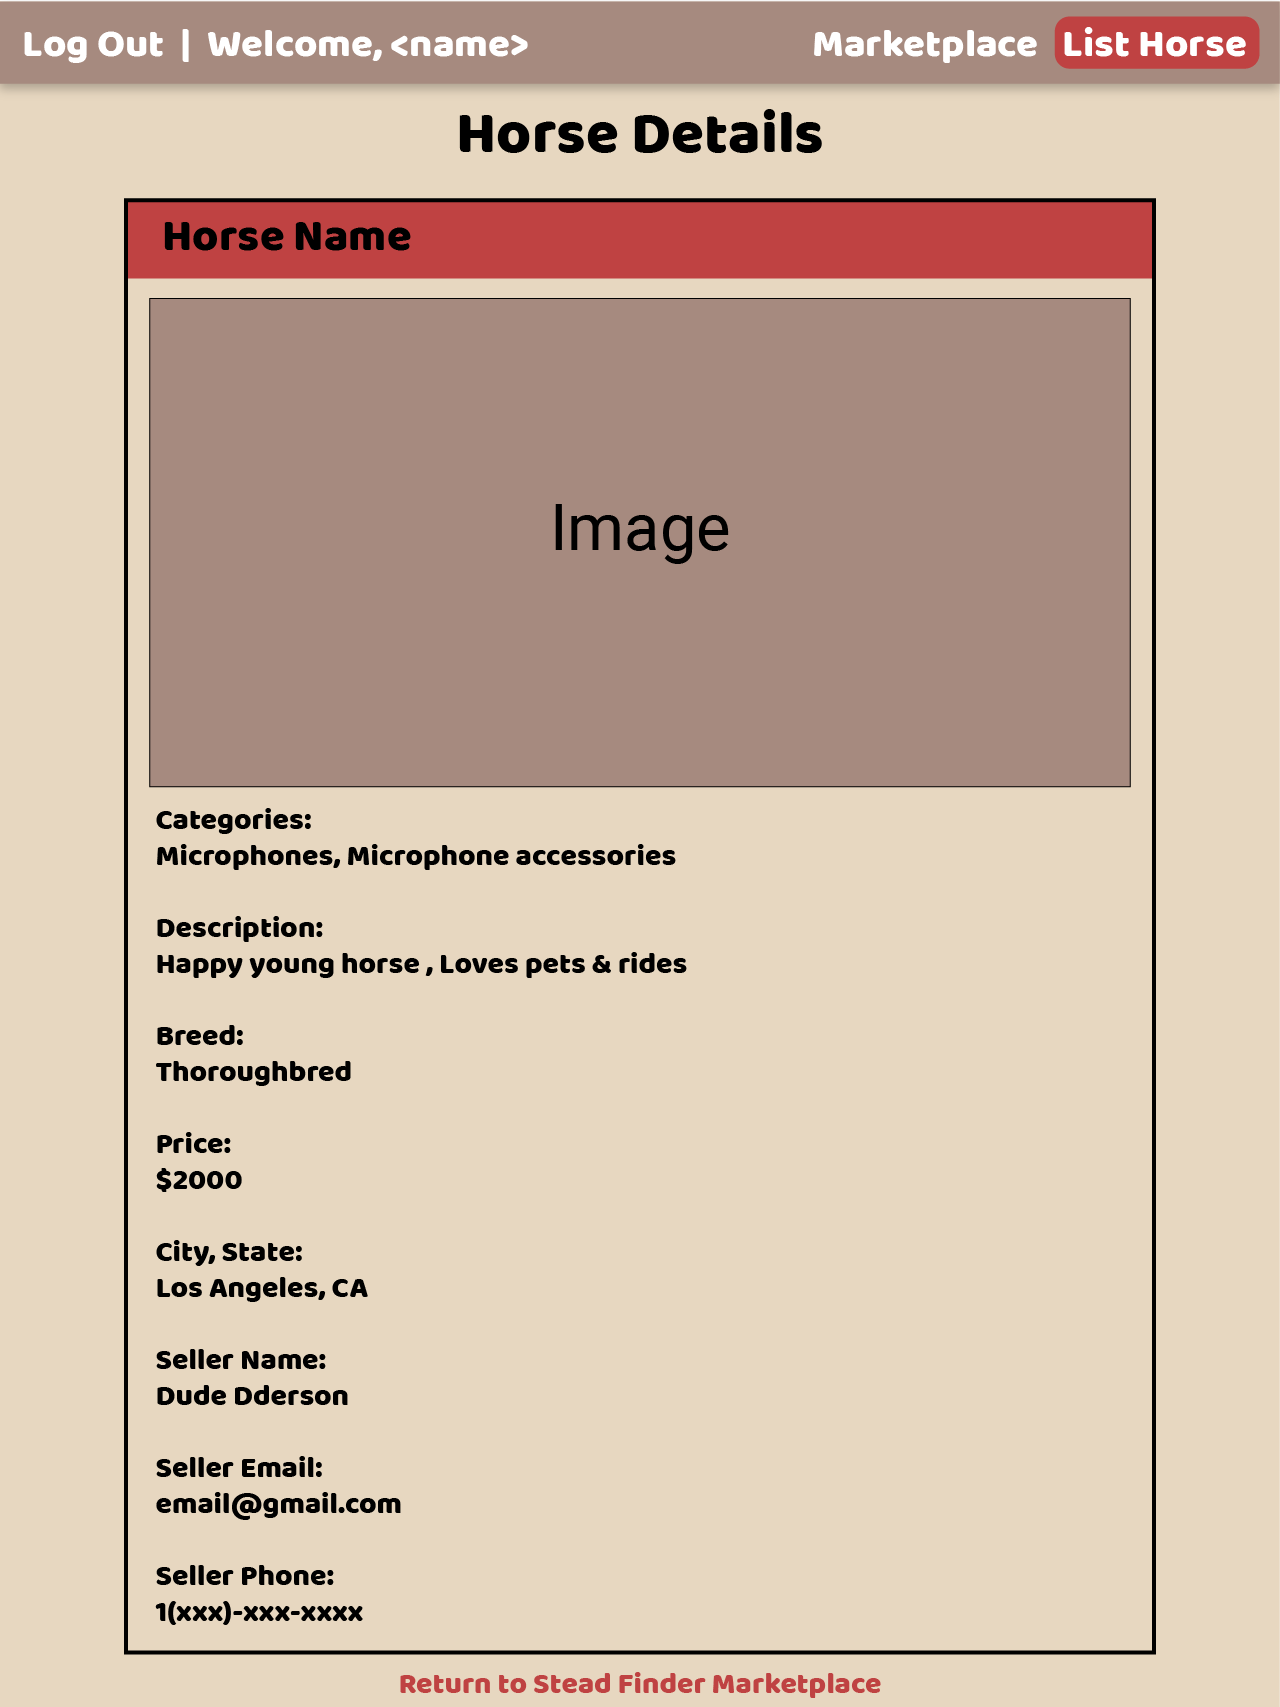 Log Out | Welcome, <name> Marketplace List Horse
Horse Details
Horse Name
Image
Categories:
Microphones, Microphone accessories
Description:
Happy young horse , Loves pets & rides
Breed:
Thoroughbred
Price:
$2000
City, State:
Los Angeles, CA
Seller Name:
Dude Dderson
Seller Email:
email@gmail.com
Seller Phone:
1(xxx)-xxx-xxxx
Return to Stead Finder Marketplace